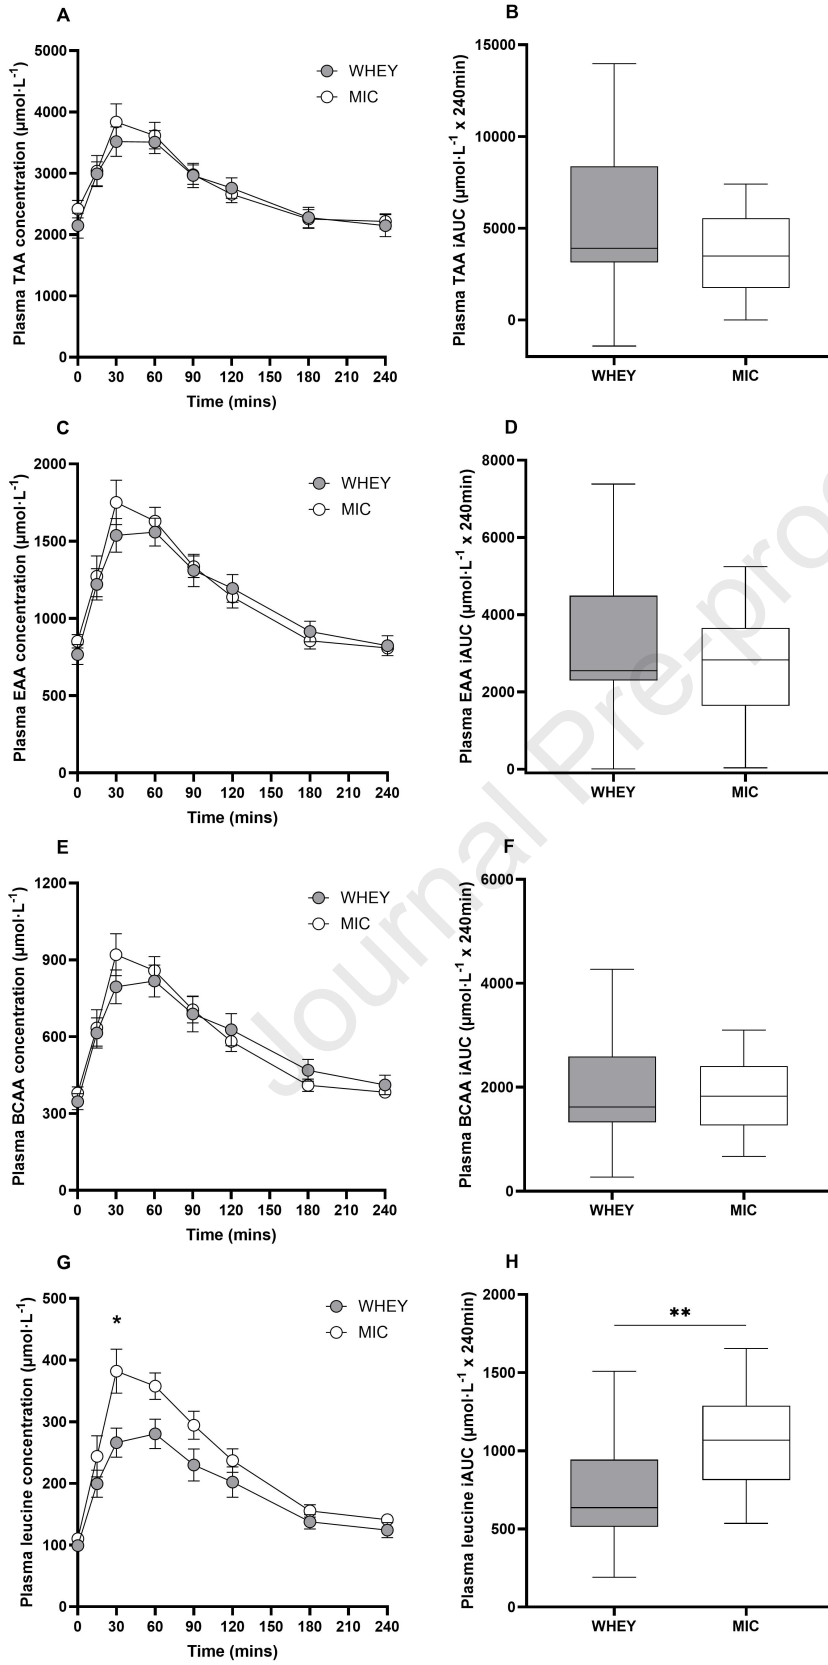 A
Plasma TAA concentration (µmol·L⁻¹)
5000
4000
3000
2000
1000
0
WHEY
MIC
0 30 60 90 120 150 180 210 240
Time (mins)
B
Plasma TAA iAUC (µmol·L⁻¹ x 240min)
15000
10000
5000
0
WHEY MIC
C
Plasma EAA concentration (µmol·L⁻¹)
2000
1500
1000
500
0
WHEY
MIC
0 30 60 90 120 150 180 210 240
Time (mins)
D
Plasma EAA iAUC (µmol·L⁻¹ x 240min)
8000
6000
4000
2000
0
WHEY MIC
E
Plasma BCAA concentration (µmol·L⁻¹)
1200
900
600
300
0
WHEY
MIC
0 30 60 90 120 150 180 210 240
Time (mins)
F
Plasma BCAA iAUC (µmol·L⁻¹ x 240min)
6000
4000
2000
0
WHEY MIC
G
Plasma leucine concentration (µmol·L⁻¹)
500
400
300
200
100
0
*
WHEY
MIC
0 30 60 90 120 150 180 210 240
Time (mins)
H
Plasma leucine iAUC (µmol·L⁻¹ x 240min)
2000
1500
1000
500
0
**
WHEY MIC
Journal Pre-proo